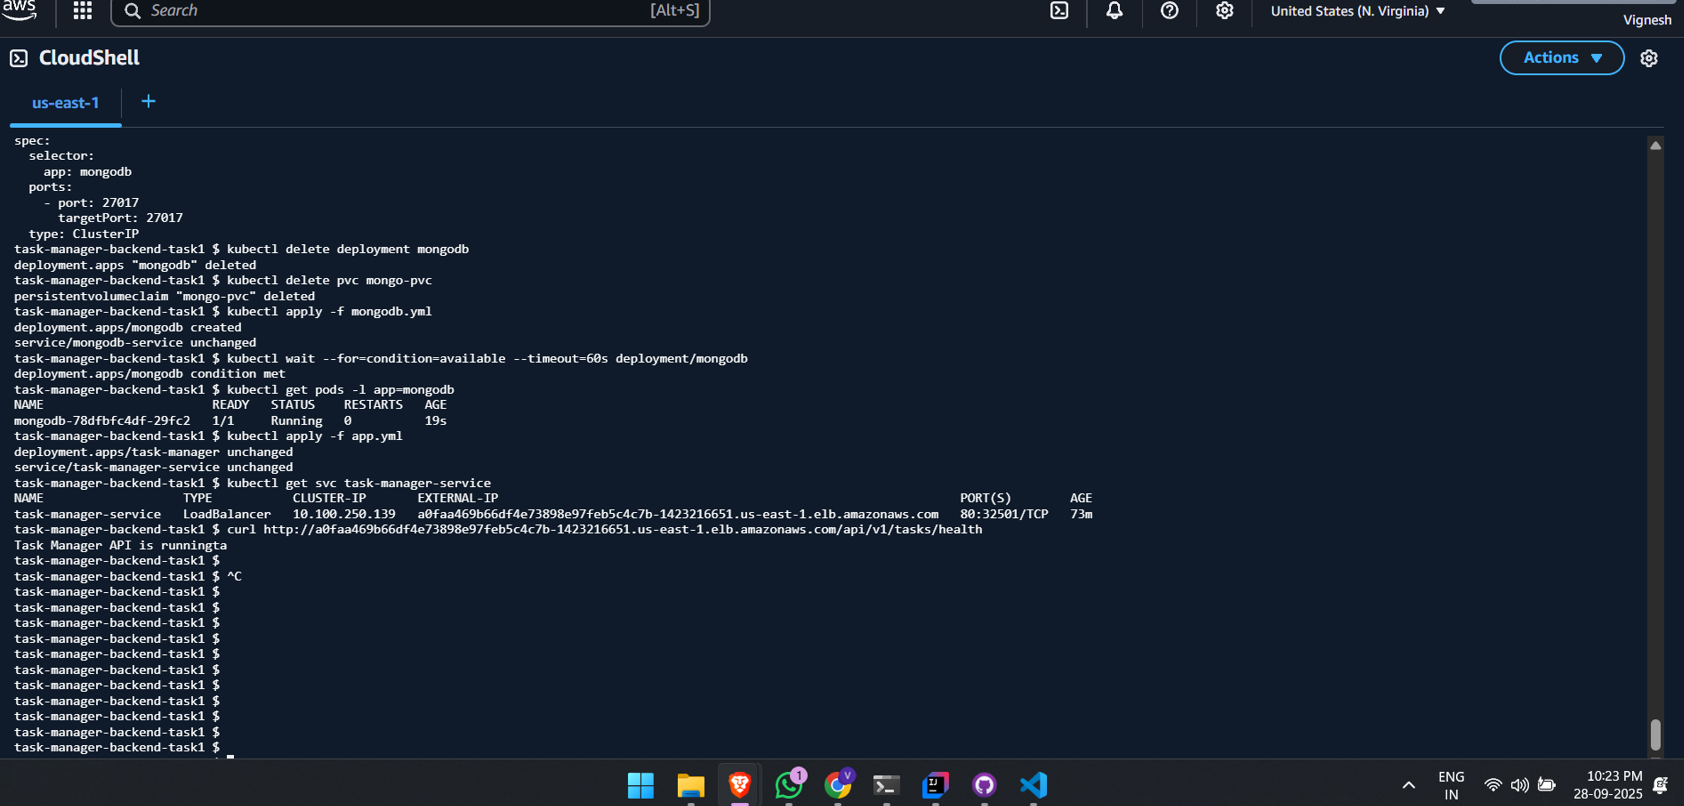 aws
Search [Alt+S]
United States (N. Virginia)
Vignesh
CloudShell
Actions
us-east-1 +
spec:
  selector:
    app: mongodb
  ports:
    - port: 27017
      targetPort: 27017
  type: ClusterIP
task-manager-backend-task1 $ kubectl delete deployment mongodb
deployment.apps "mongodb" deleted
task-manager-backend-task1 $ kubectl delete pvc mongo-pvc
persistentvolumeclaim "mongo-pvc" deleted
task-manager-backend-task1 $ kubectl apply -f mongodb.yml
deployment.apps/mongodb created
service/mongodb-service unchanged
task-manager-backend-task1 $ kubectl wait --for=condition=available --timeout=60s deployment/mongodb
deployment.apps/mongodb condition met
task-manager-backend-task1 $ kubectl get pods -l app=mongodb
NAME                       READY   STATUS    RESTARTS   AGE
mongodb-78dfbfc4df-29fc2   1/1     Running   0          19s
task-manager-backend-task1 $ kubectl apply -f app.yml
deployment.apps/task-manager unchanged
service/task-manager-service unchanged
task-manager-backend-task1 $ kubectl get svc task-manager-service
NAME                   TYPE           CLUSTER-IP       EXTERNAL-IP                                                               PORT(S)        AGE
task-manager-service   LoadBalancer   10.100.250.139   a0faa469b66df4e73898e97feb5c4c7b-1423216651.us-east-1.elb.amazonaws.com   80:32501/TCP   73m
task-manager-backend-task1 $ curl http://a0faa469b66df4e73898e97feb5c4c7b-1423216651.us-east-1.elb.amazonaws.com/api/v1/tasks/health
Task Manager API is runningta
task-manager-backend-task1 $
task-manager-backend-task1 $ ^C
task-manager-backend-task1 $
task-manager-backend-task1 $
task-manager-backend-task1 $
task-manager-backend-task1 $
task-manager-backend-task1 $
task-manager-backend-task1 $
task-manager-backend-task1 $
task-manager-backend-task1 $
task-manager-backend-task1 $
task-manager-backend-task1 $
task-manager-backend-task1 $
1
V
IJ
ENG
IN
10:23 PM
28-09-2025